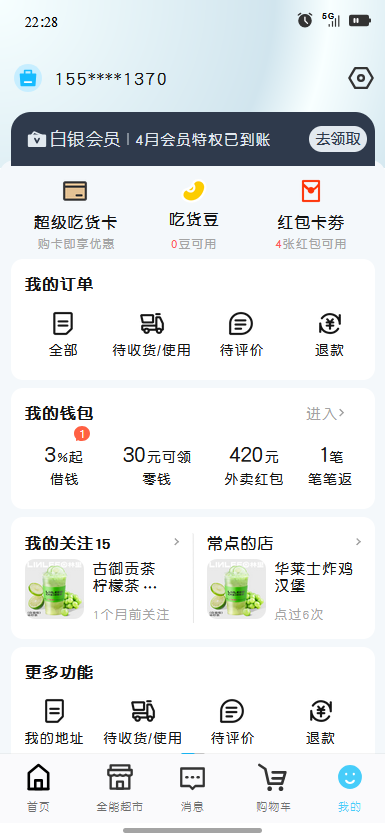 22:28
5G
155****1370
白银会员 | 4月会员特权已到账 去领取
超级吃货卡 吃货豆 红包卡劵
购卡即享优惠 0豆可用 4张红包可用
我的订单
全部 待收货/使用 待评价 退款
我的钱包 进入>
1
3%起 30元可领 420元 1笔
借钱 零钱 外卖红包 笔笔返
我的关注15 > 常点的店 >
古御贡茶 华莱士炸鸡
柠檬茶 ... 汉堡
1个月前关注 点过6次
更多功能
我的地址 待收货/使用 待评价 退款
首页 全能超市 消息 购物车 我的